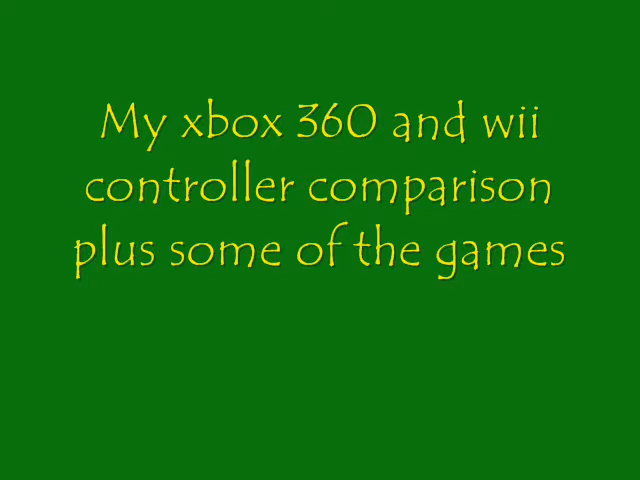 My xbox 360 and wii
controller comparison
plus some of the games